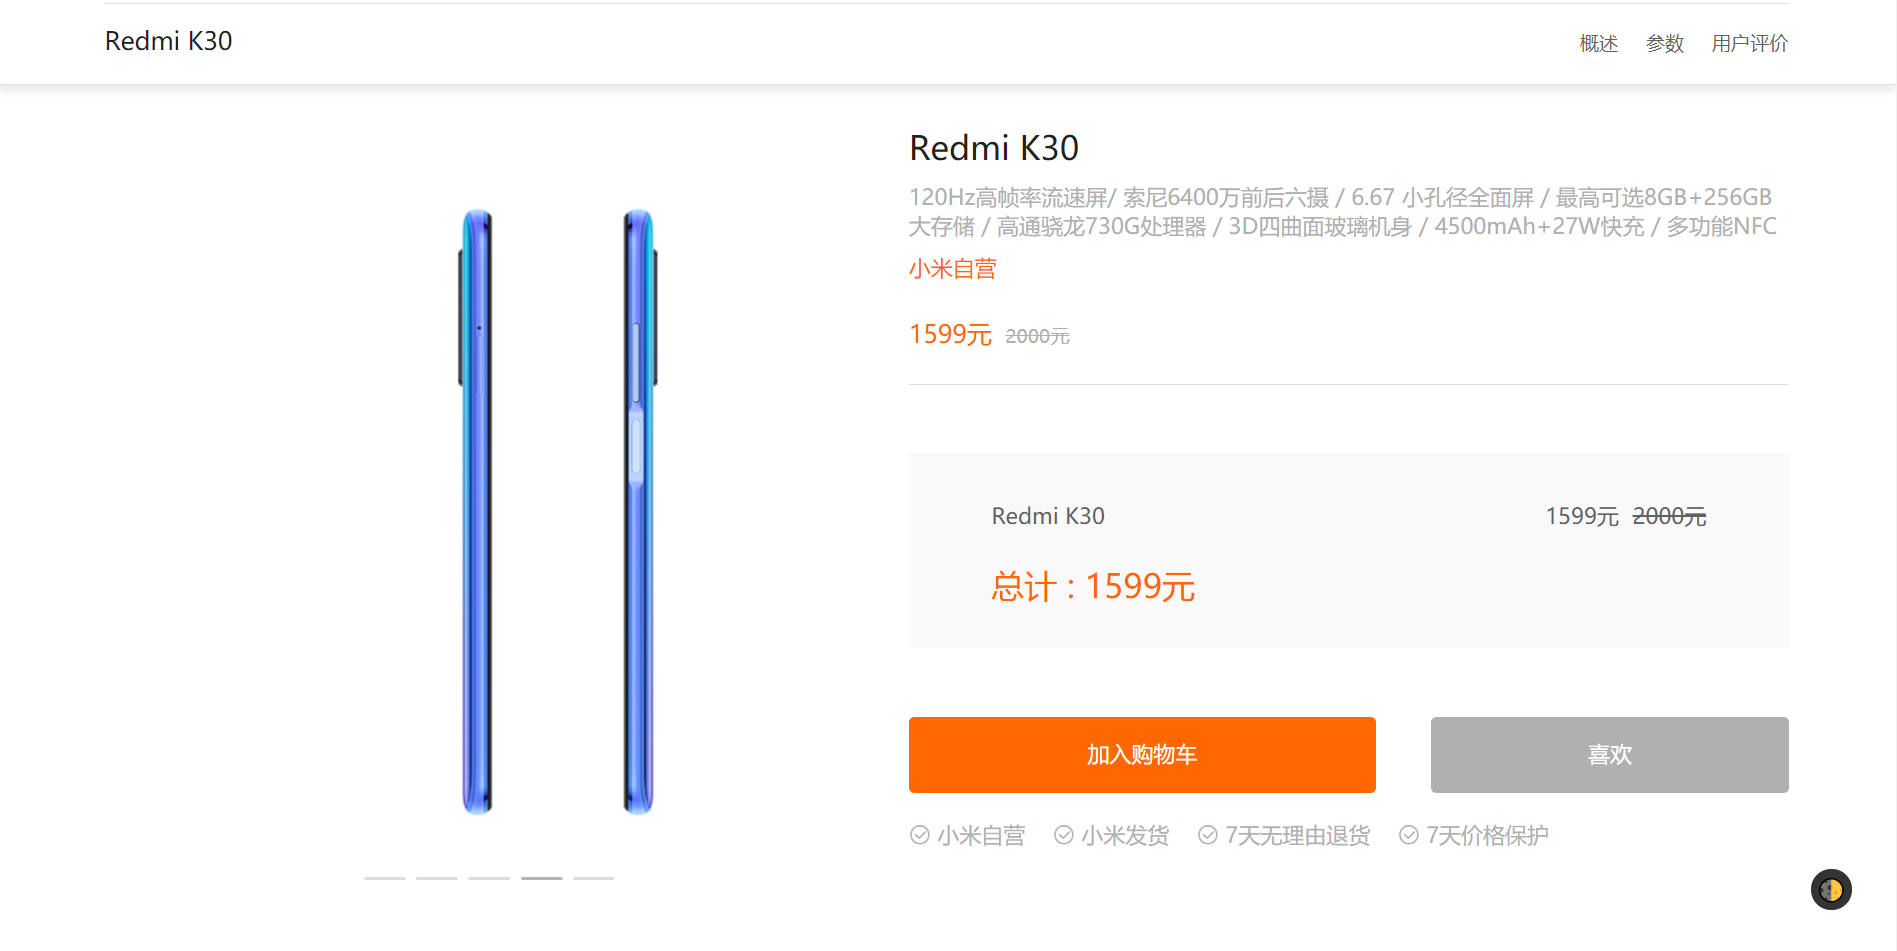 Redmi K30
概述 参数 用户评价
Redmi K30
120Hz高帧率流速屏/ 索尼6400万前后六摄 / 6.67 小孔径全面屏 / 最高可选8GB+256GB
大存储 / 高通骁龙730G处理器 / 3D四曲面玻璃机身 / 4500mAh+27W快充 / 多功能NFC
小米自营
1599元 2000元
Redmi K30 1599元 2000元
总计 : 1599元
加入购物车 喜欢
小米自营 小米发货 7天无理由退货 7天价格保护